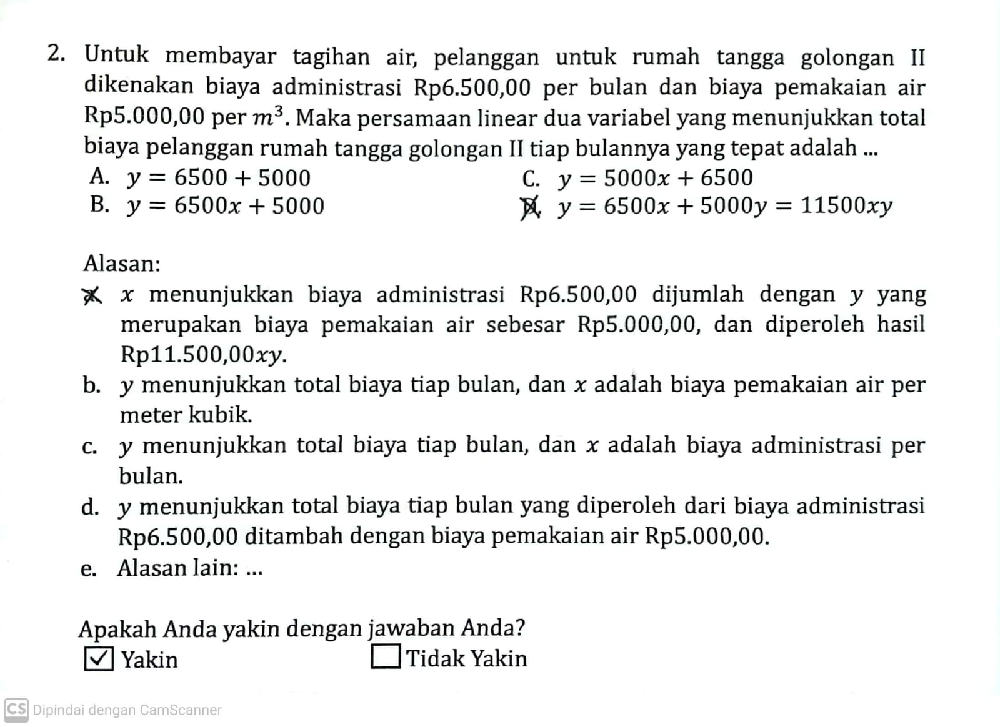 2. Untuk membayar tagihan air, pelanggan untuk rumah tangga golongan II
dikenakan biaya administrasi Rp6.500,00 per bulan dan biaya pemakaian air
Rp5.000,00 per m³. Maka persamaan linear dua variabel yang menunjukkan total
biaya pelanggan rumah tangga golongan II tiap bulannya yang tepat adalah ...
A. y = 6500 + 5000
C. y = 5000x + 6500
B. y = 6500x + 5000
D. y = 6500x + 5000y = 11500xy
Alasan:
a. x menunjukkan biaya administrasi Rp6.500,00 dijumlah dengan y yang
merupakan biaya pemakaian air sebesar Rp5.000,00, dan diperoleh hasil
Rp11.500,00xy.
b. y menunjukkan total biaya tiap bulan, dan x adalah biaya pemakaian air per
meter kubik.
c. y menunjukkan total biaya tiap bulan, dan x adalah biaya administrasi per
bulan.
d. y menunjukkan total biaya tiap bulan yang diperoleh dari biaya administrasi
Rp6.500,00 ditambah dengan biaya pemakaian air Rp5.000,00.
e. Alasan lain: ...
Apakah Anda yakin dengan jawaban Anda?
☑ Yakin
☐ Tidak Yakin
CS Dipindai dengan CamScanner